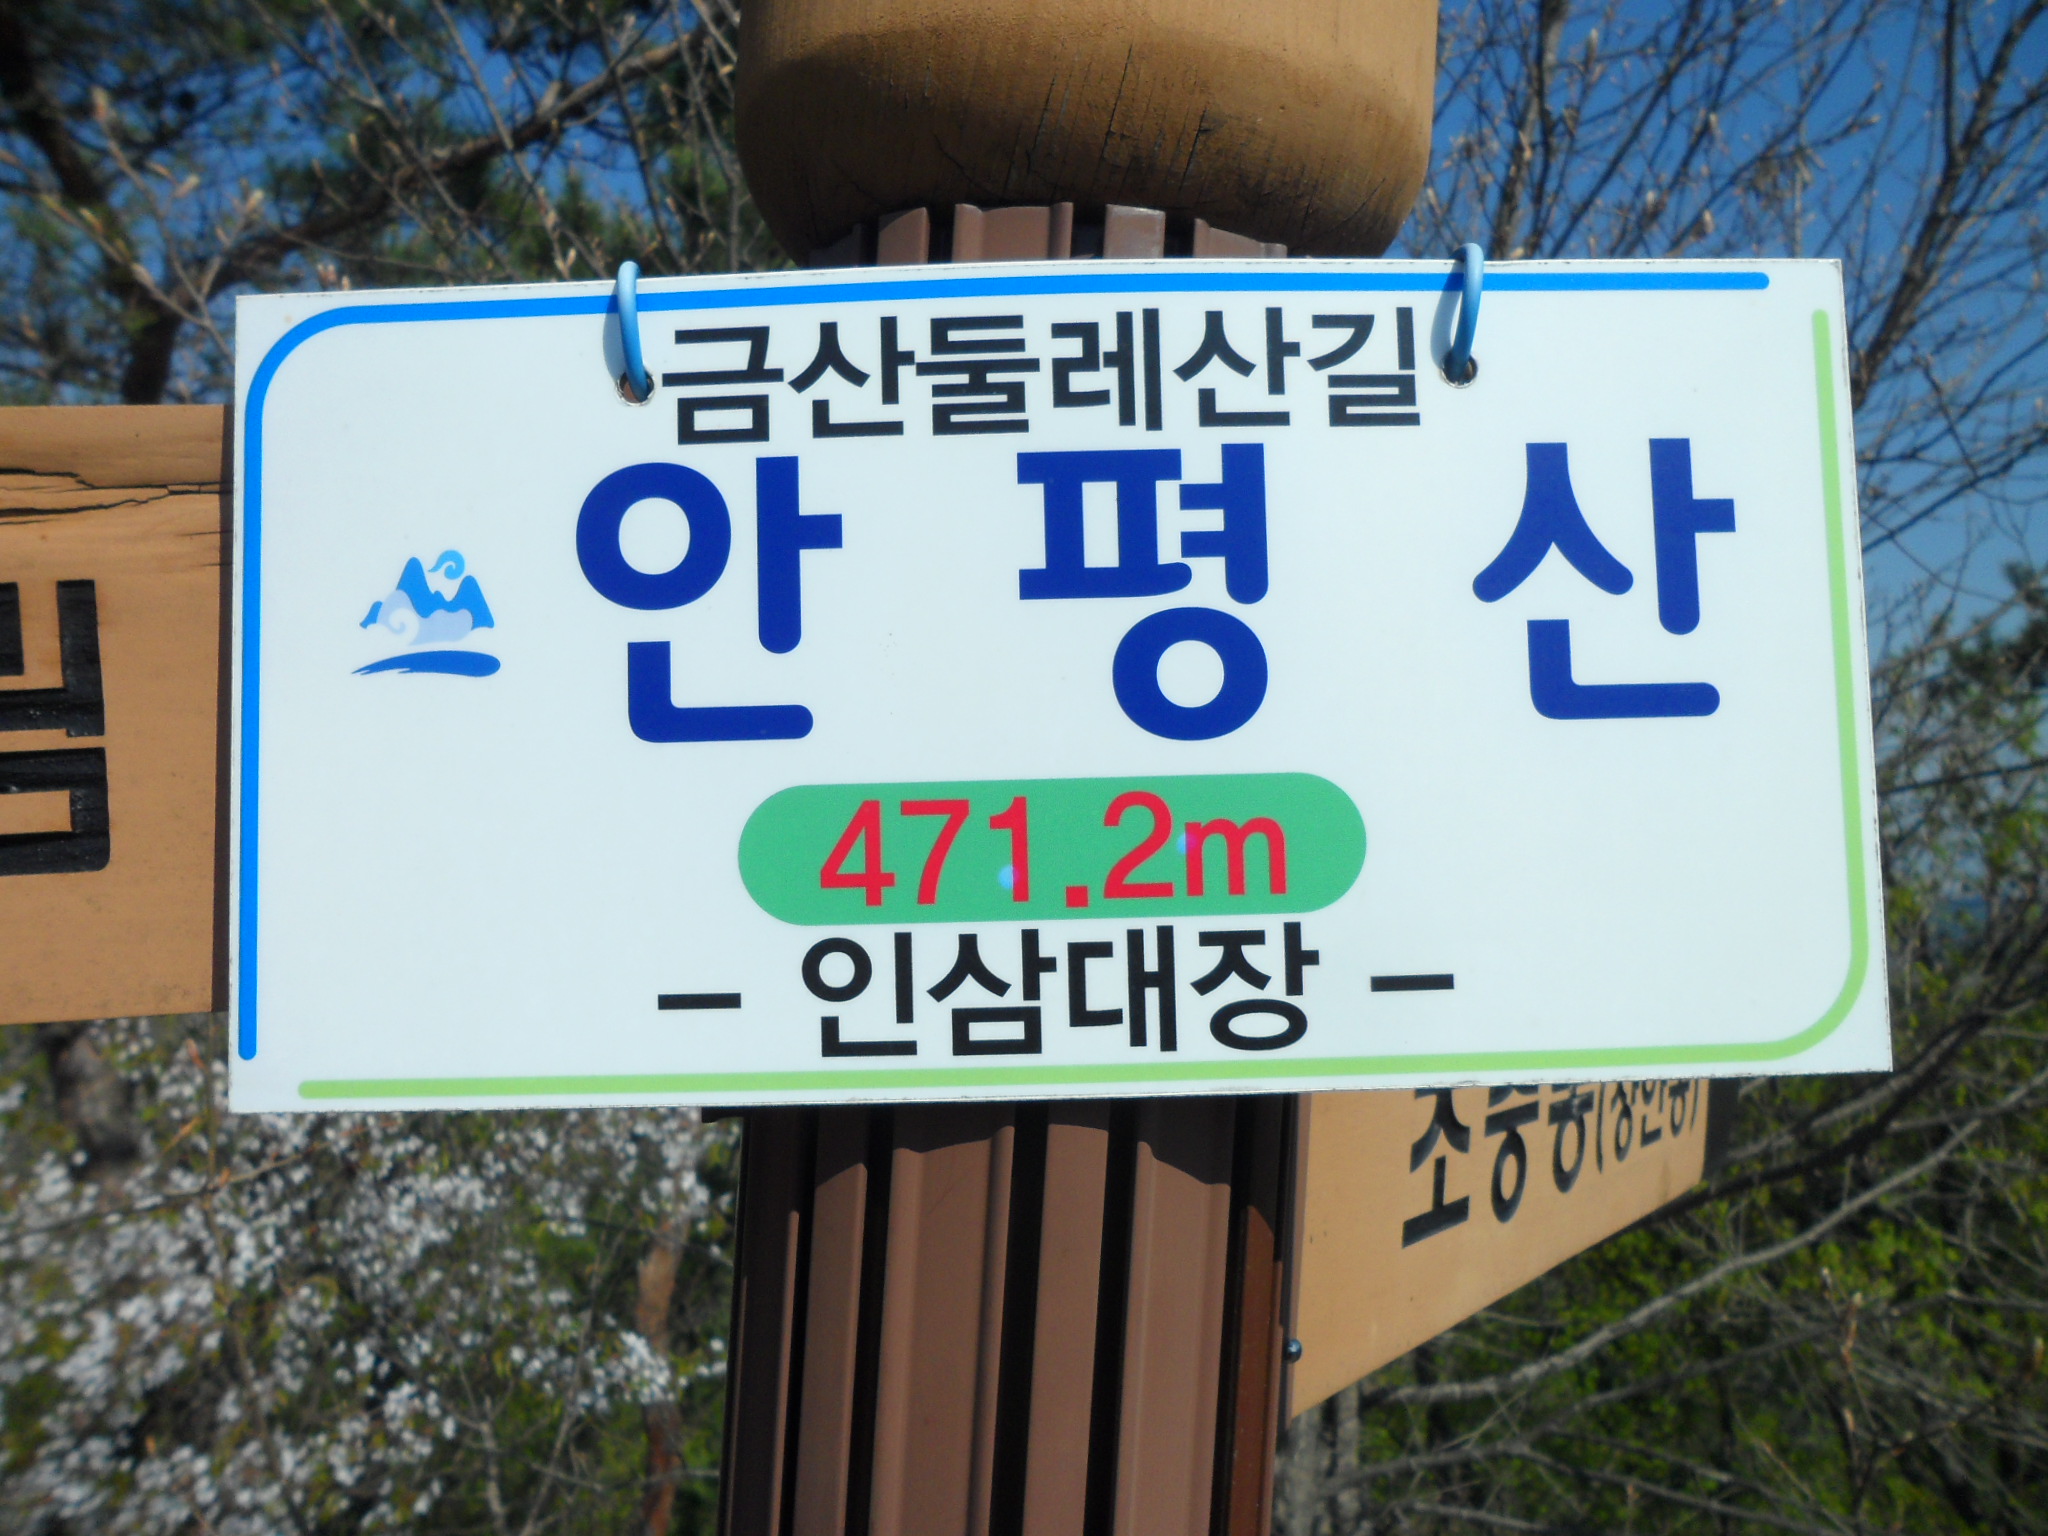 금산둘레산길
안평산
471.2m
- 인삼대장 -